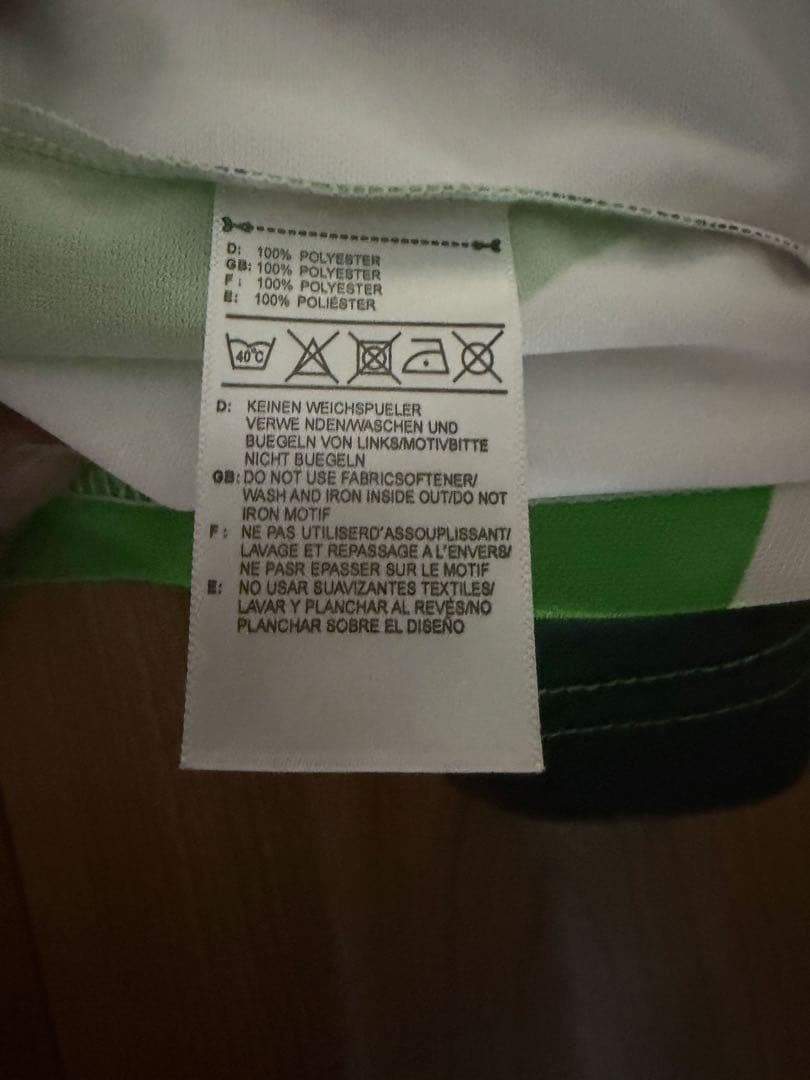 D: 100% POLYESTER
GB: 100% POLYESTER
F: 100% POLYESTER
E: 100% POLIÉSTER
40°C
D: KEINEN WEICHSPUELER
VERWE NDEN/WASCHEN UND
BUEGELN VON LINKS/MOTIVBITTE
NICHT BUEGELN
GB: DO NOT USE FABRICSOFTENER/
WASH AND IRON INSIDE OUT/DO NOT
IRON MOTIF
F: NE PAS UTILISERD'ASSOUPLISSANT/
LAVAGE ET REPASSAGE A L'ENVERS/
NE PASR EPASSER SUR LE MOTIF
E: NO USAR SUAVIZANTES TEXTILES/
LAVAR Y PLANCHAR AL REVÉS/NO
PLANCHAR SOBRE EL DISEÑO